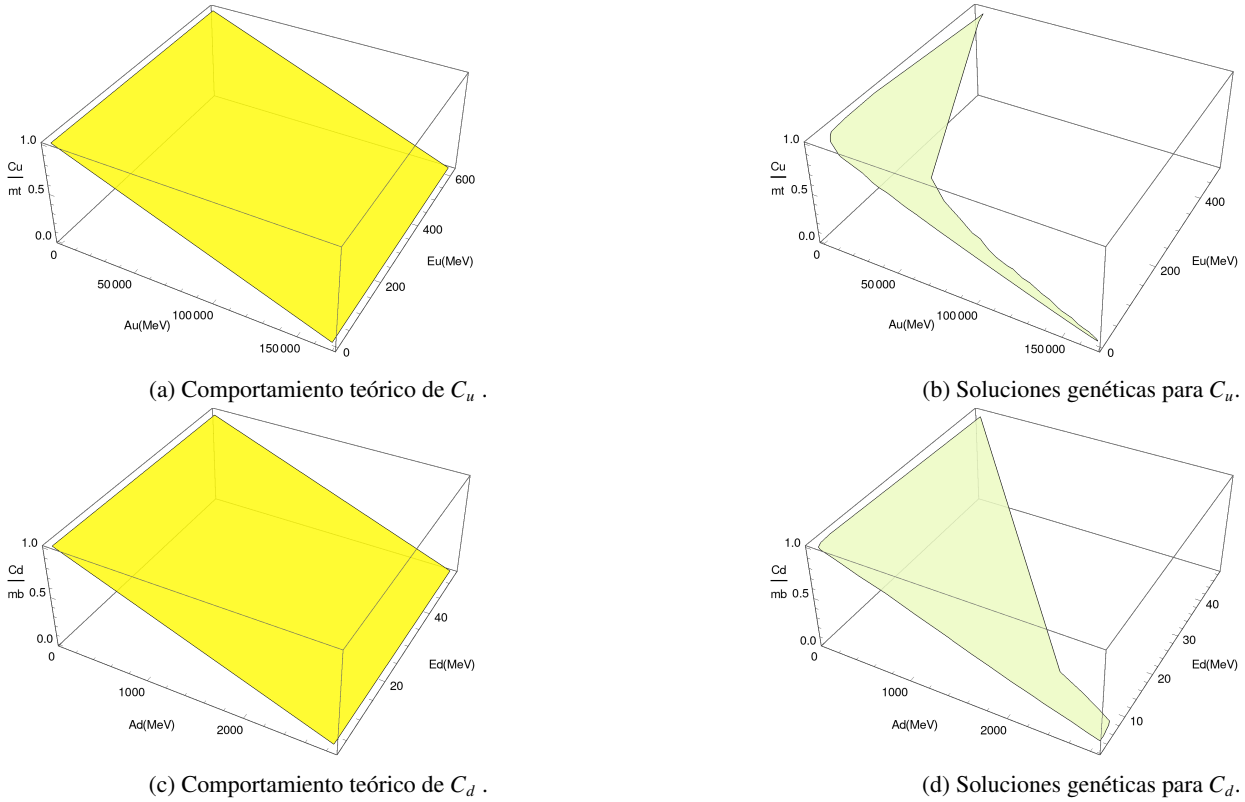 1.0
Cu
mt
0.5
0.0
0
50 000
100 000
150 000
Au(MeV)
0
200
400
600
Eu(MeV)
(a) Comportamiento teórico de Cu .
1.0
Cu
mt
0.5
0.0
0
50 000
100 000
150 000
Au(MeV)
0
200
400
Eu(MeV)
(b) Soluciones genéticas para Cu.
1.0
Cd
mb
0.5
0.0
0
1000
2000
Ad(MeV)
20
40
Ed(MeV)
(c) Comportamiento teórico de Cd .
1.0
Cd
mb
0.5
0.0
0
1000
2000
Ad(MeV)
10
20
30
40
Ed(MeV)
(d) Soluciones genéticas para Cd.